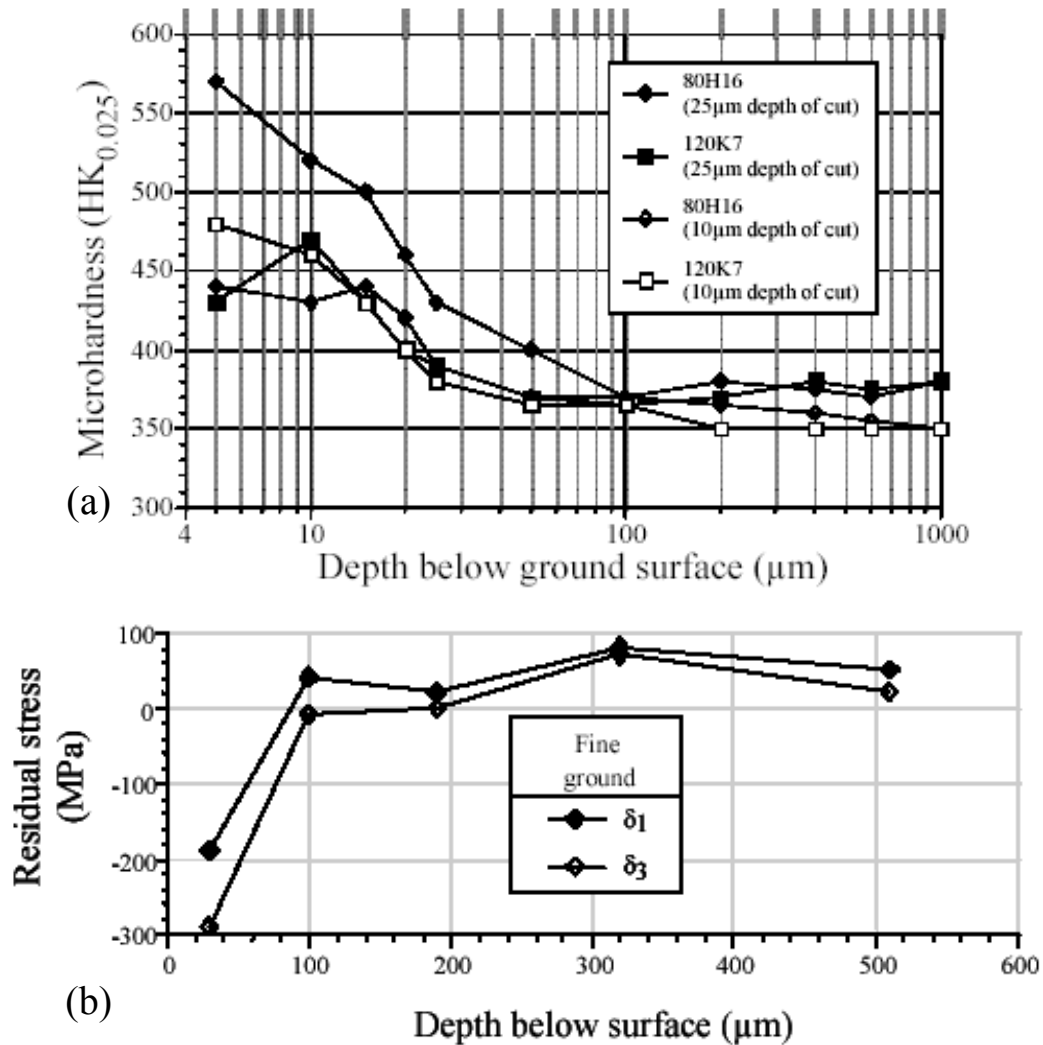 600
550
500
450
400
350
300
Microhardness (HK0.025)
80H16
(25µm depth of cut)
120K7
(25µm depth of cut)
80H16
(10µm depth of cut)
120K7
(10µm depth of cut)
(a)
4 10 20 100 1000
Depth below ground surface (µm)
100
0
-100
-200
-300
Residual stress
(MPa)
Fine
ground
δ1
δ3
0 100 200 300 400 500 600
(b)
Depth below surface (µm)